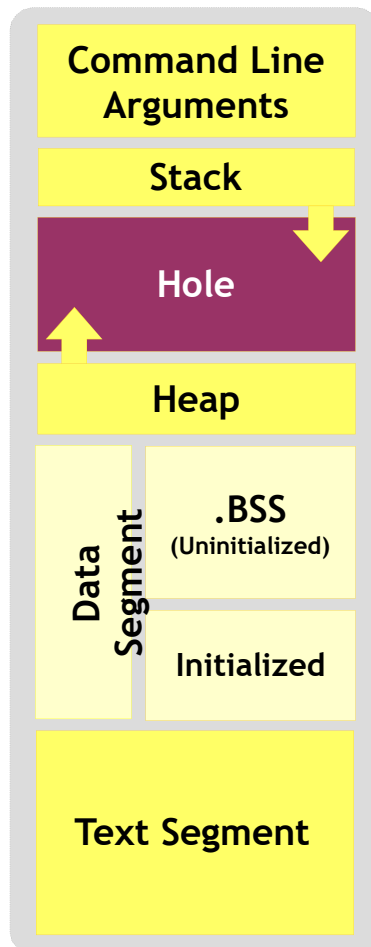 Command Line
Arguments
Stack
Hole
Heap
Data
Segment
.BSS
(Uninitialized)
Initialized
Text Segment